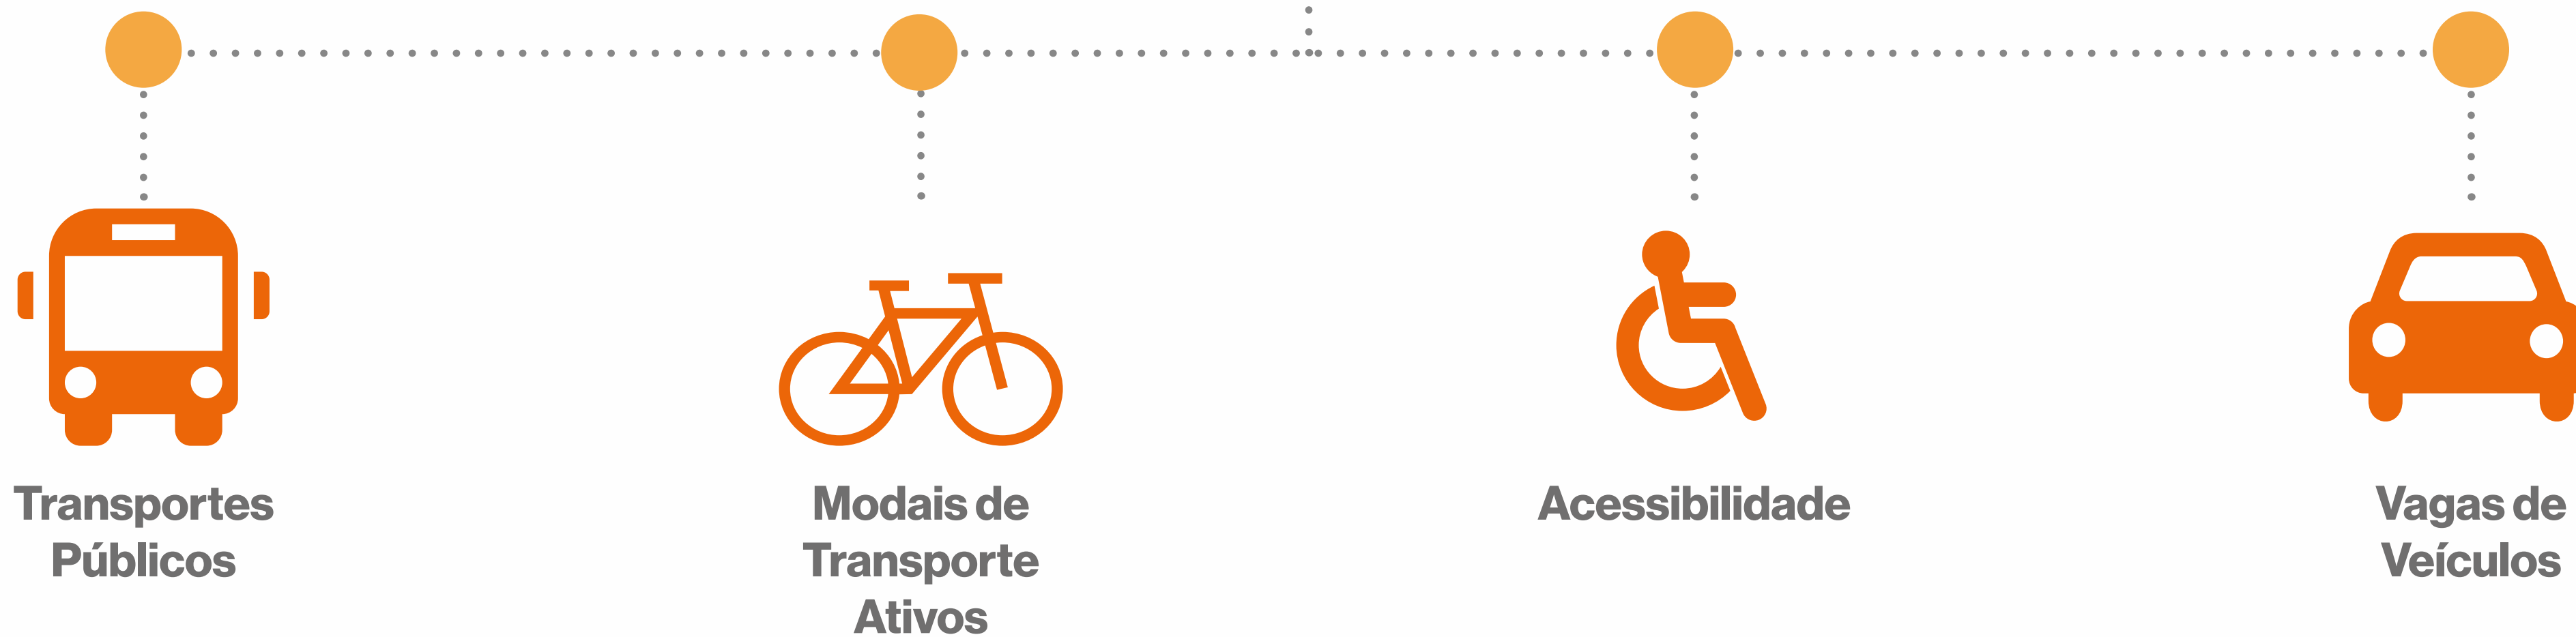 Transportes
Públicos
Modais de
Transporte
Ativos
Acessibilidade
Vagas de
Veículos